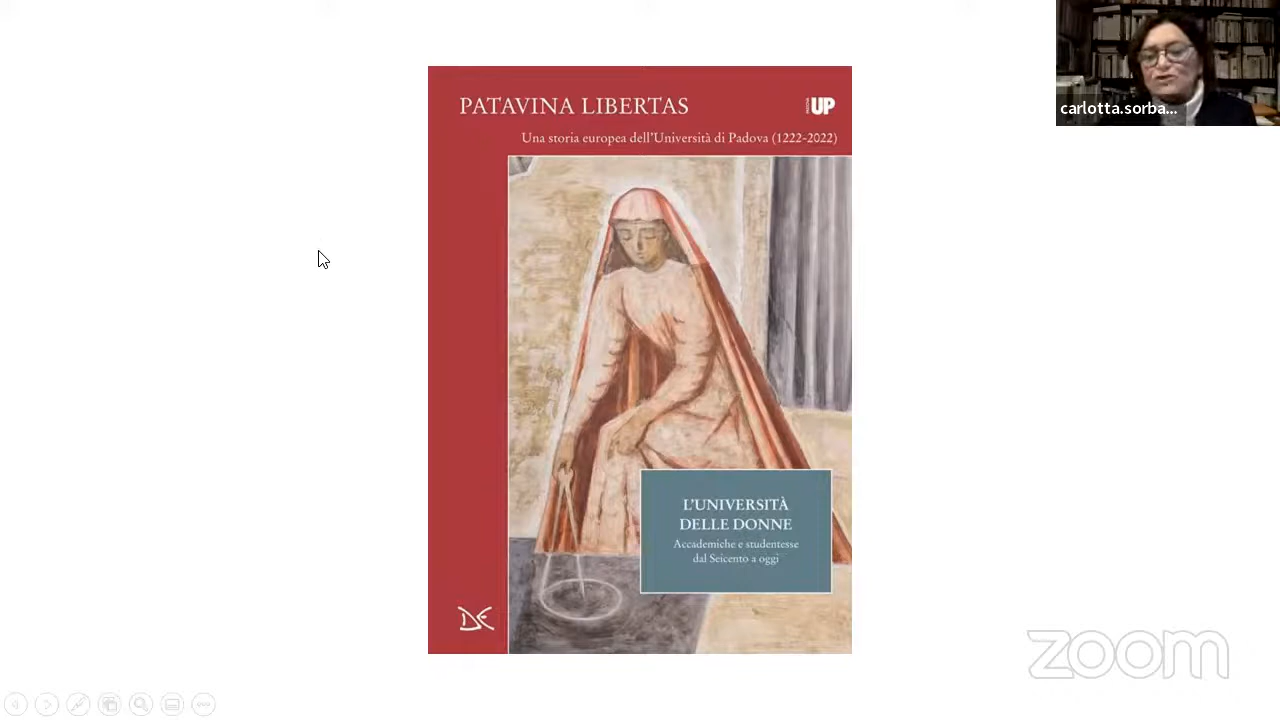 PATAVINA LIBERTAS
UP
Una storia europea dell'Università di Padova (1222-2022)
L'UNIVERSITÀ
DELLE DONNE
Accademiche e studentesse
dal Seicento a oggi
DE
carlotta.sorba...
zoom